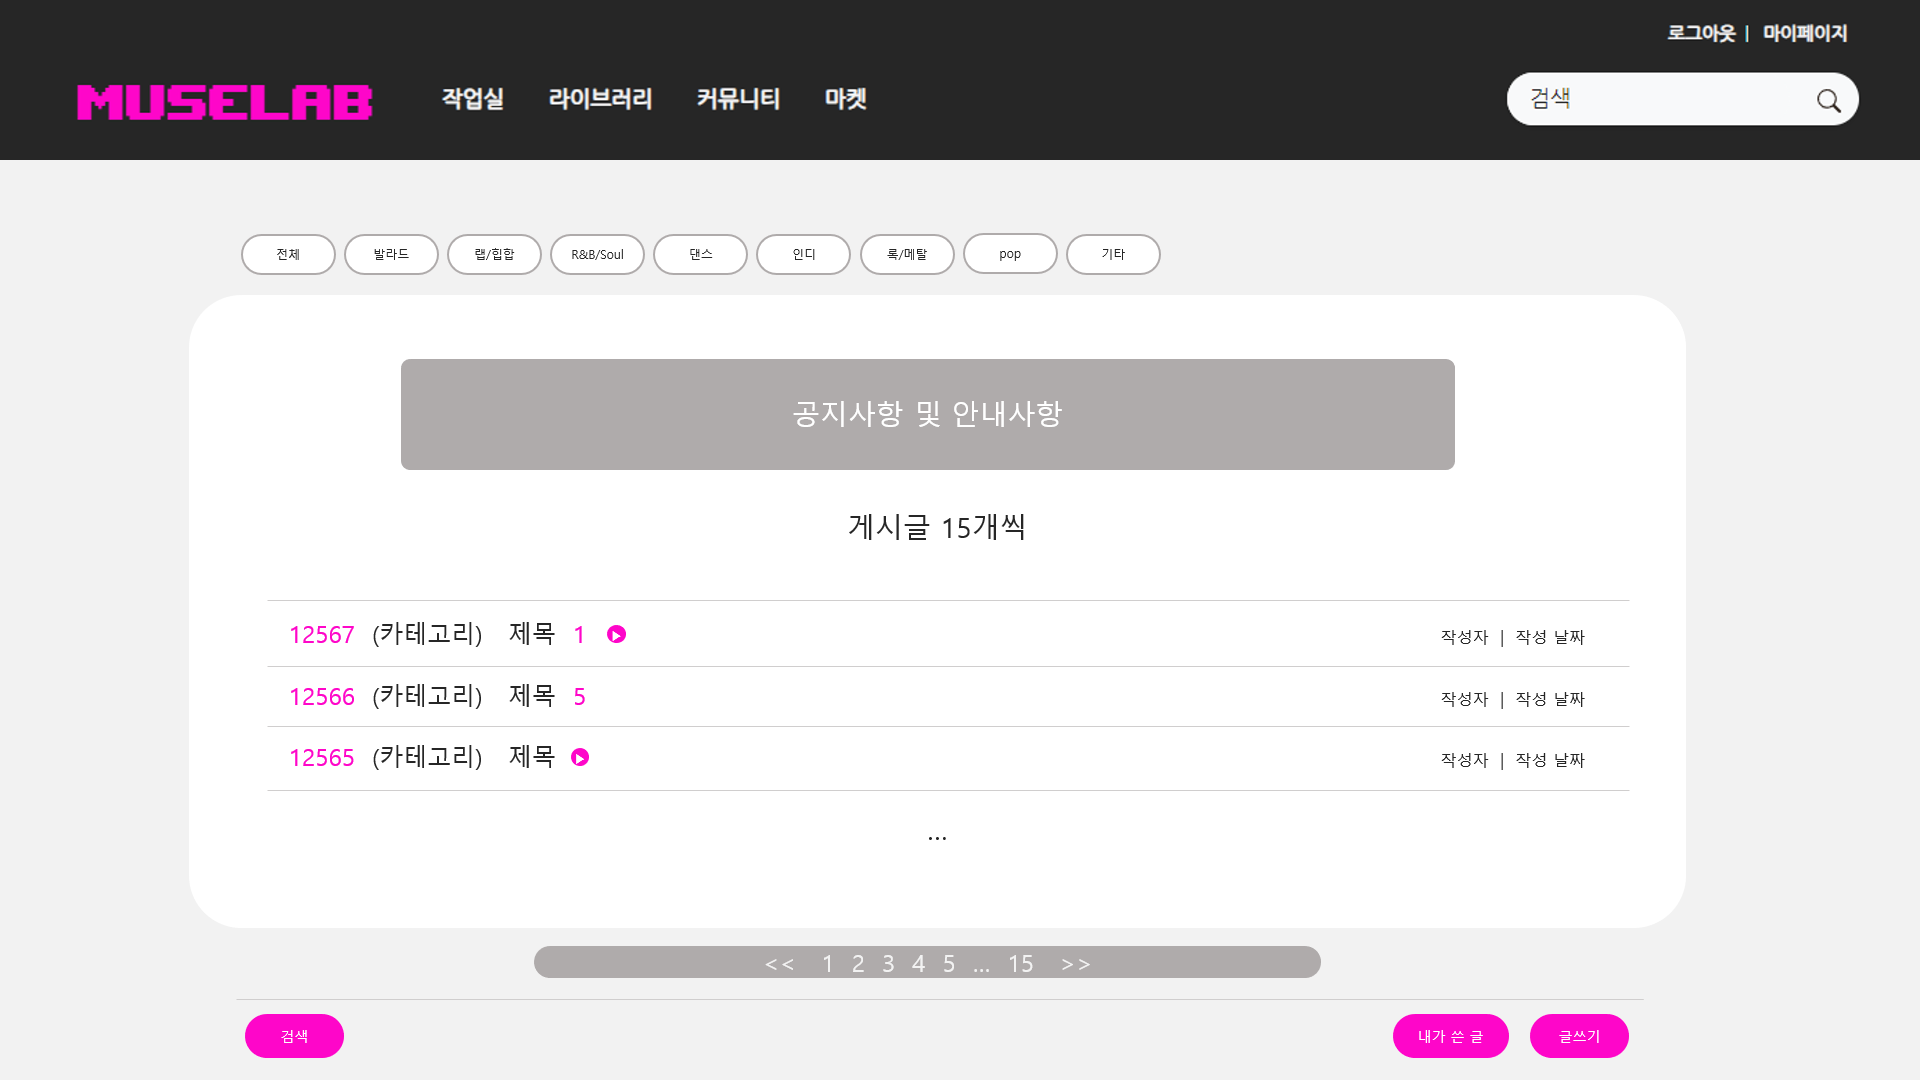 로그아웃 | 마이페이지
MUSELAB 작업실 라이브러리 커뮤니티 마켓 검색
전체 발라드 랩/힙합 R&B/Soul 댄스 인디 록/메탈 pop 기타
공지사항 및 안내사항
게시글 15개씩
12567 (카테고리) 제목 1 작성자 | 작성 날짜
12566 (카테고리) 제목 5 작성자 | 작성 날짜
12565 (카테고리) 제목 작성자 | 작성 날짜
...
<< 1 2 3 4 5 ... 15 >>
검색 내가 쓴 글 글쓰기